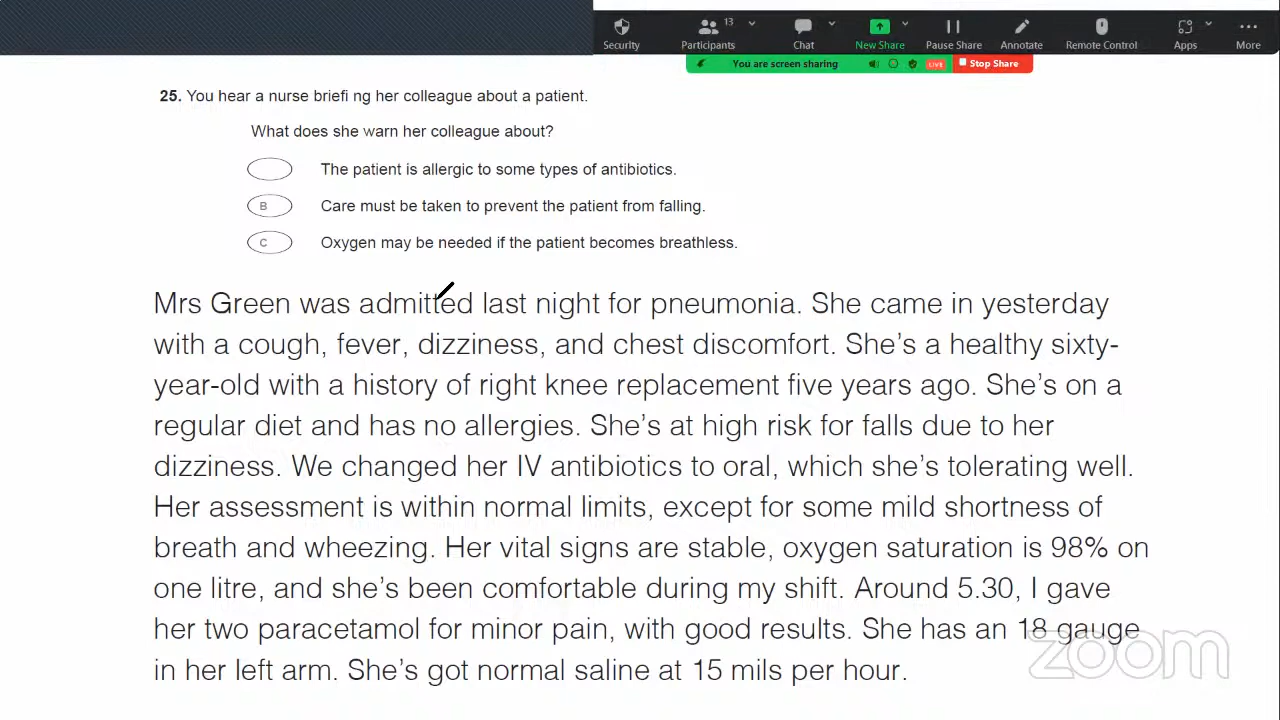 13
Security
Participants
Chat
New Share
Pause Share
Annotate
Remote Control
Apps
More
You are screen sharing
LIVE
Stop Share
25. You hear a nurse briefi ng her colleague about a patient.
What does she warn her colleague about?
The patient is allergic to some types of antibiotics.
B Care must be taken to prevent the patient from falling.
C Oxygen may be needed if the patient becomes breathless.
Mrs Green was admitted last night for pneumonia. She came in yesterday
with a cough, fever, dizziness, and chest discomfort. She's a healthy sixty-
year-old with a history of right knee replacement five years ago. She's on a
regular diet and has no allergies. She's at high risk for falls due to her
dizziness. We changed her IV antibiotics to oral, which she's tolerating well.
Her assessment is within normal limits, except for some mild shortness of
breath and wheezing. Her vital signs are stable, oxygen saturation is 98% on
one litre, and she's been comfortable during my shift. Around 5.30, I gave
her two paracetamol for minor pain, with good results. She has an 18 gauge
in her left arm. She's got normal saline at 15 mils per hour.
zoom